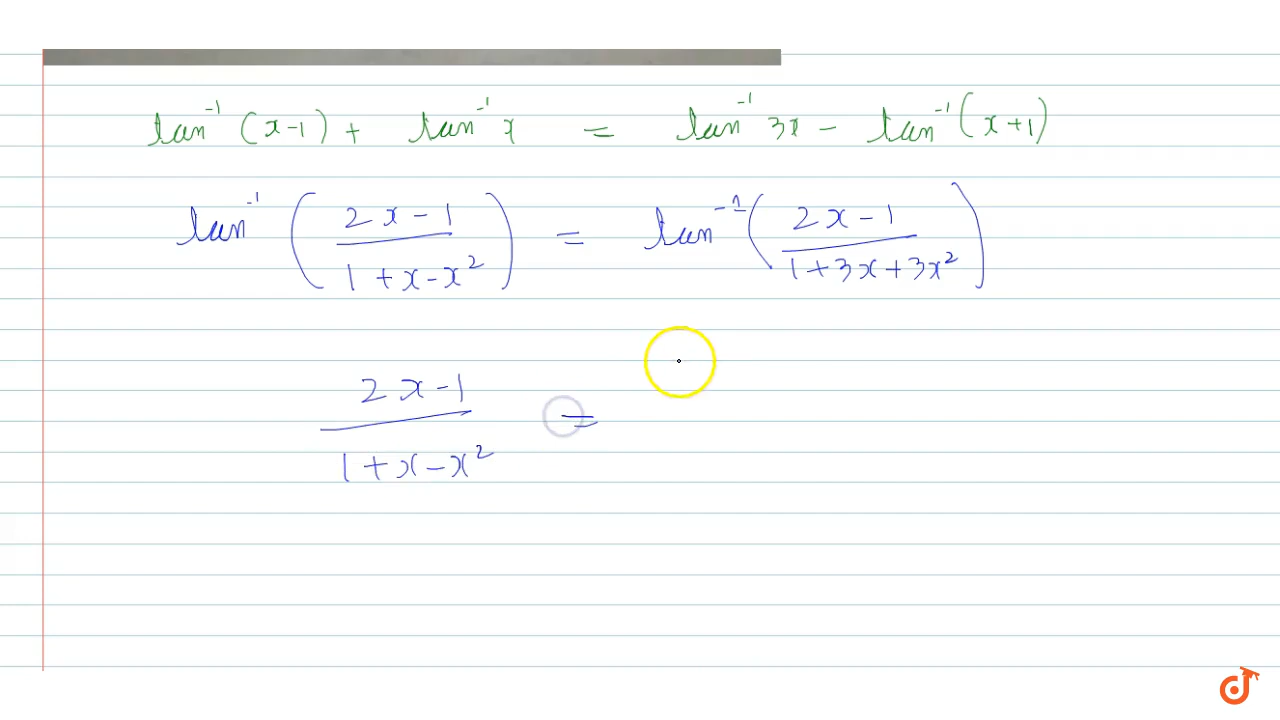 tan⁻¹ (x-1) + tan⁻¹ x = tan⁻¹ 3x - tan⁻¹ (x+1)
tan⁻¹ (2x-1 / 1+x-x²) = tan⁻¹ (2x-1 / 1+3x+3x²)
2x-1 / 1+x-x² =